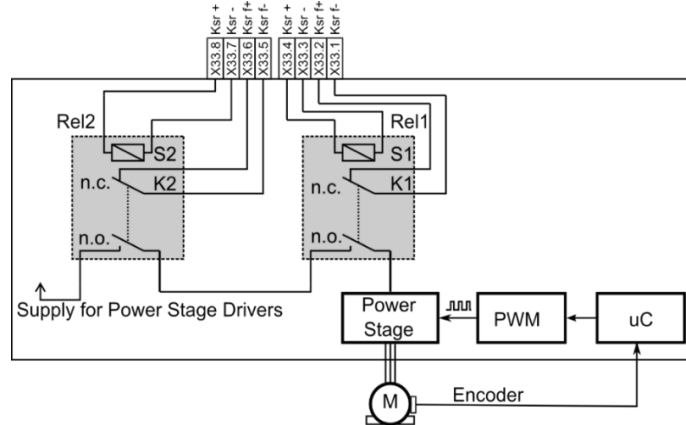 Ksr +
Ksr -
Ksr f+
Ksr f-
Ksr +
Ksr -
Ksr f+
Ksr f-
X33.8
X33.7
X33.6
X33.5
X33.4
X33.3
X33.2
X33.1
Rel2
Rel1
S2
S1
n.c.
K2
n.c.
K1
n.o.
n.o.
Supply for Power Stage Drivers
Power
Stage
PWM
uC
M
Encoder